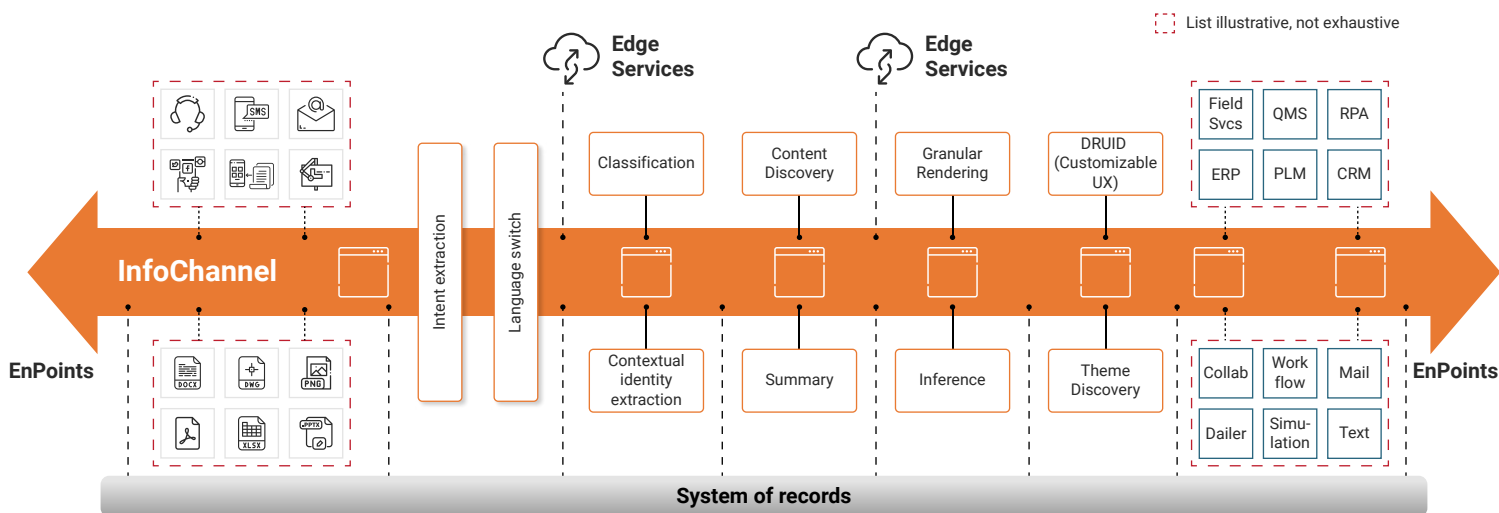 List illustrative, not exhaustive
Edge
Services
Edge
Services
SMS
Field
Svcs
QMS
RPA
ERP
PLM
CRM
Classification
Content
Discovery
Granular
Rendering
DRUID
(Customizable
UX)
InfoChannel
Intent extraction
Language switch
EnPoints
EnPoints
DOCX
DWG
PNG
XLSX
.PPTX
Contextual
identity
extraction
Summary
Inference
Theme
Discovery
Collab
Work
flow
Mail
Dailer
Simu-
lation
Text
System of records